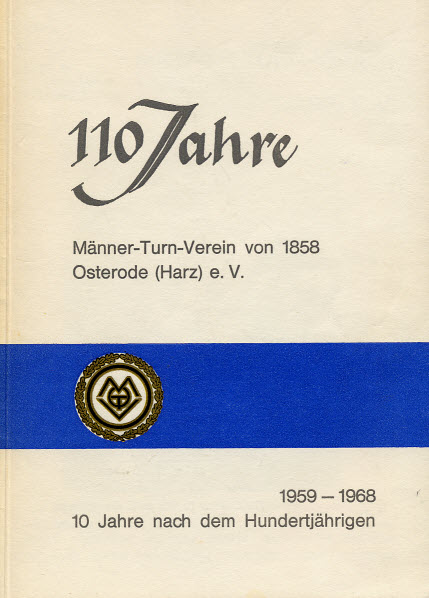 110 Jahre
Männer-Turn-Verein von 1858
Osterode (Harz) e. V.
1959 – 1968
10 Jahre nach dem Hundertjährigen